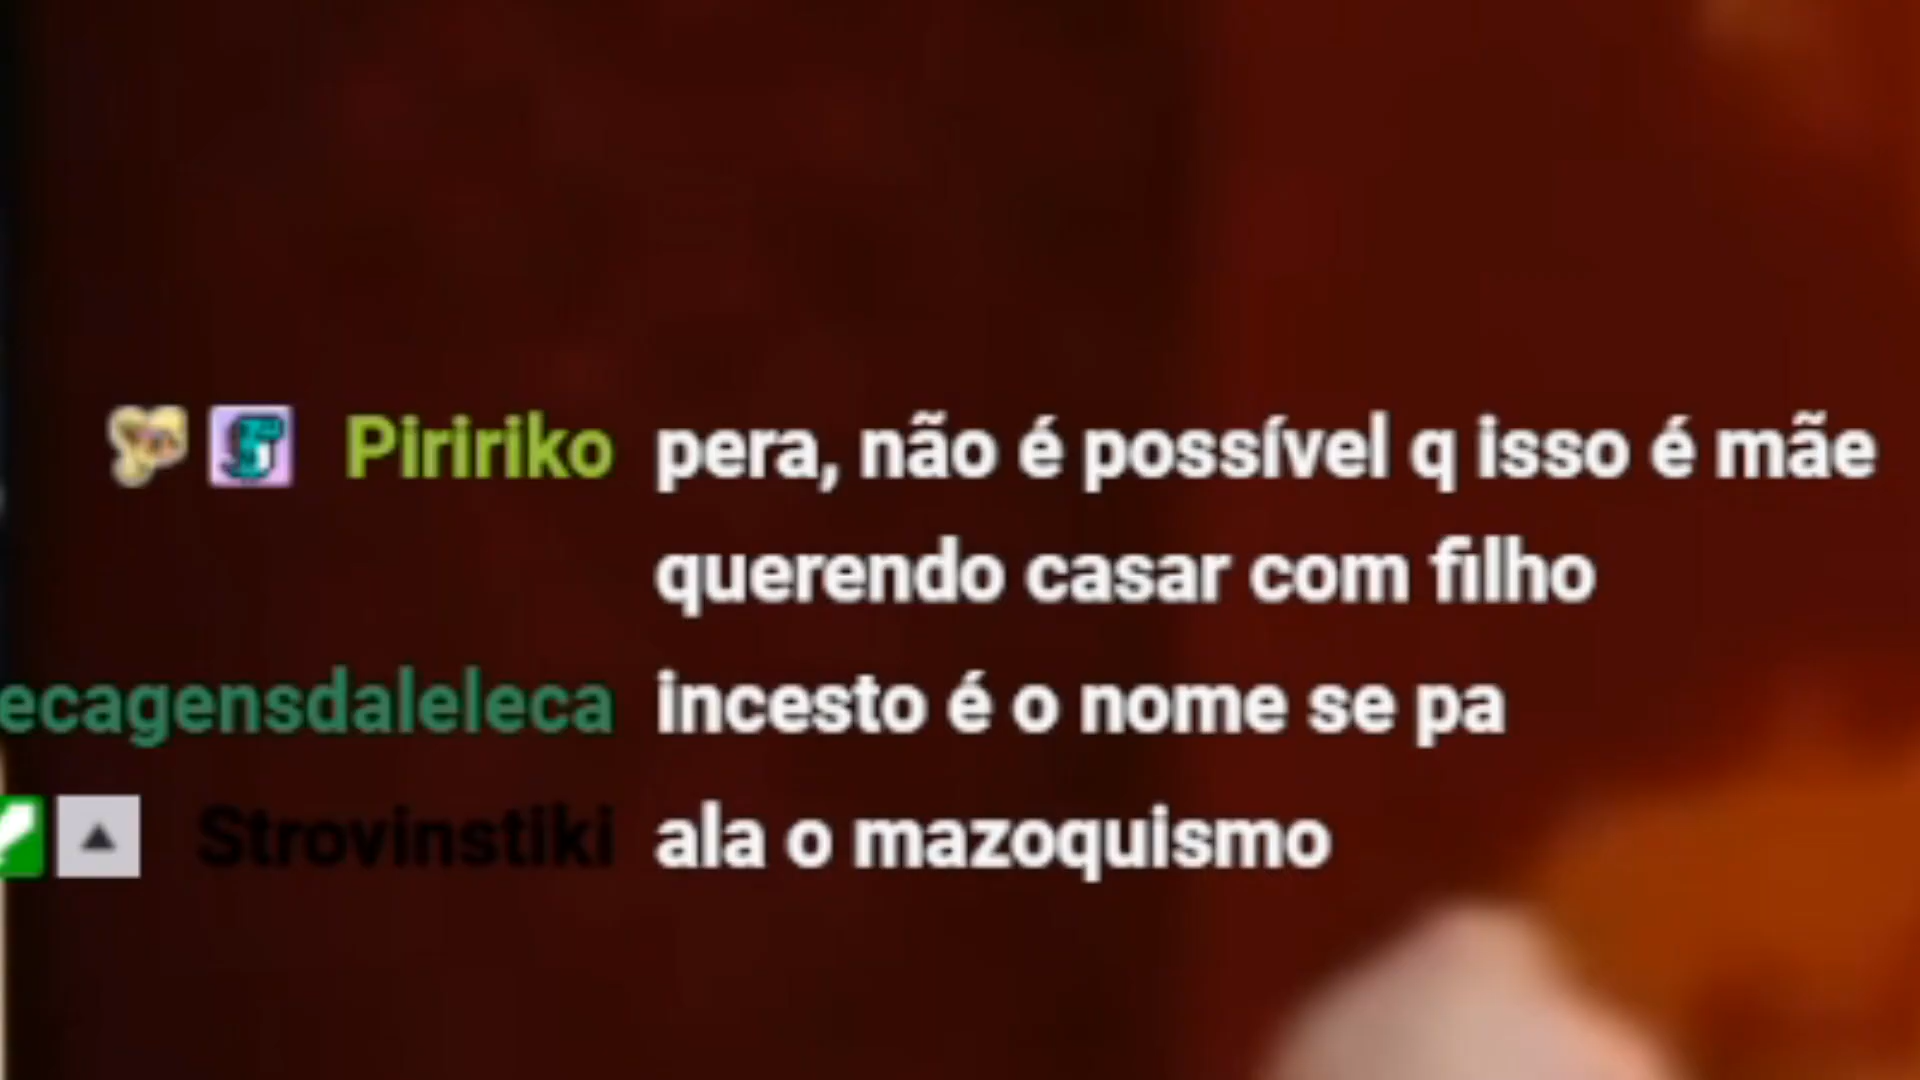 Piririko pera, não é possível q isso é mãe
querendo casar com filho
ecagensdaleleca incesto é o nome se pa
Strovinstiki ala o mazoquismo